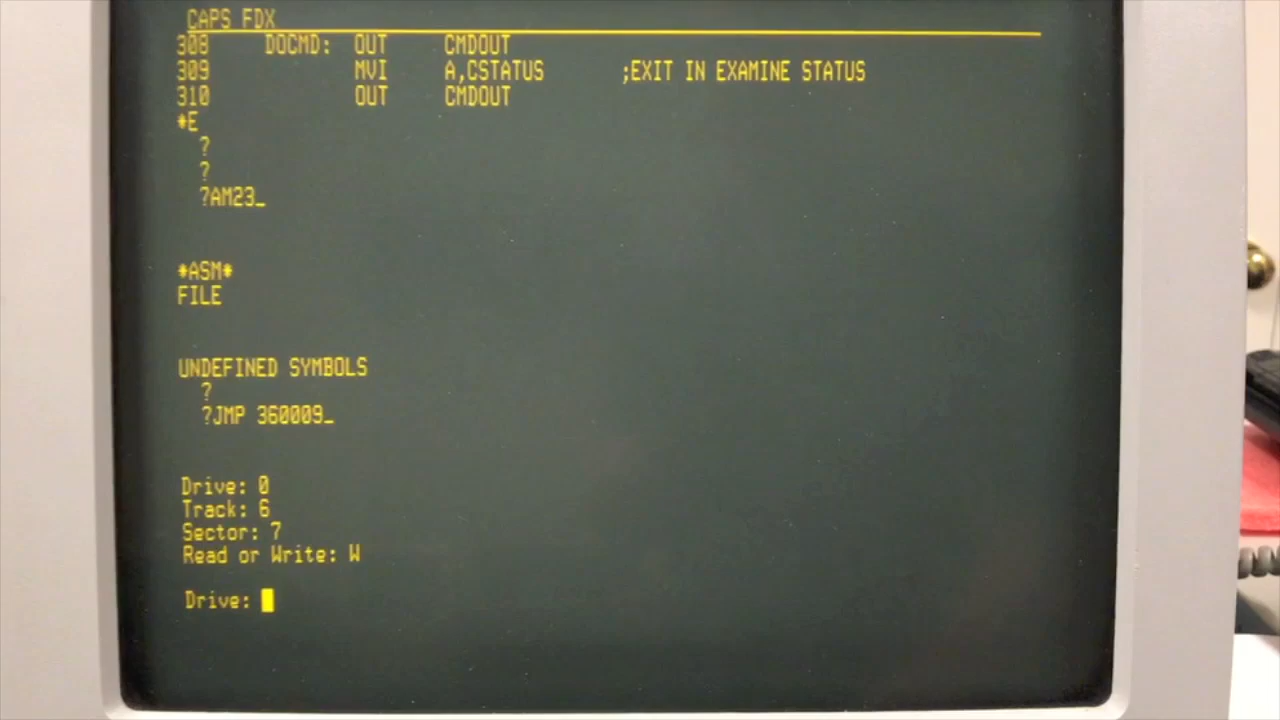 CAPS FDX
308 DOCMD: OUT CMDOUT
309 MVI A,CSTATUS ;EXIT IN EXAMINE STATUS
310 OUT CMDOUT
*E
?
?
?AM23_
*ASM*
FILE
UNDEFINED SYMBOLS
?
?JMP 360009_
Drive: 0
Track: 6
Sector: 7
Read or Write: W
Drive: